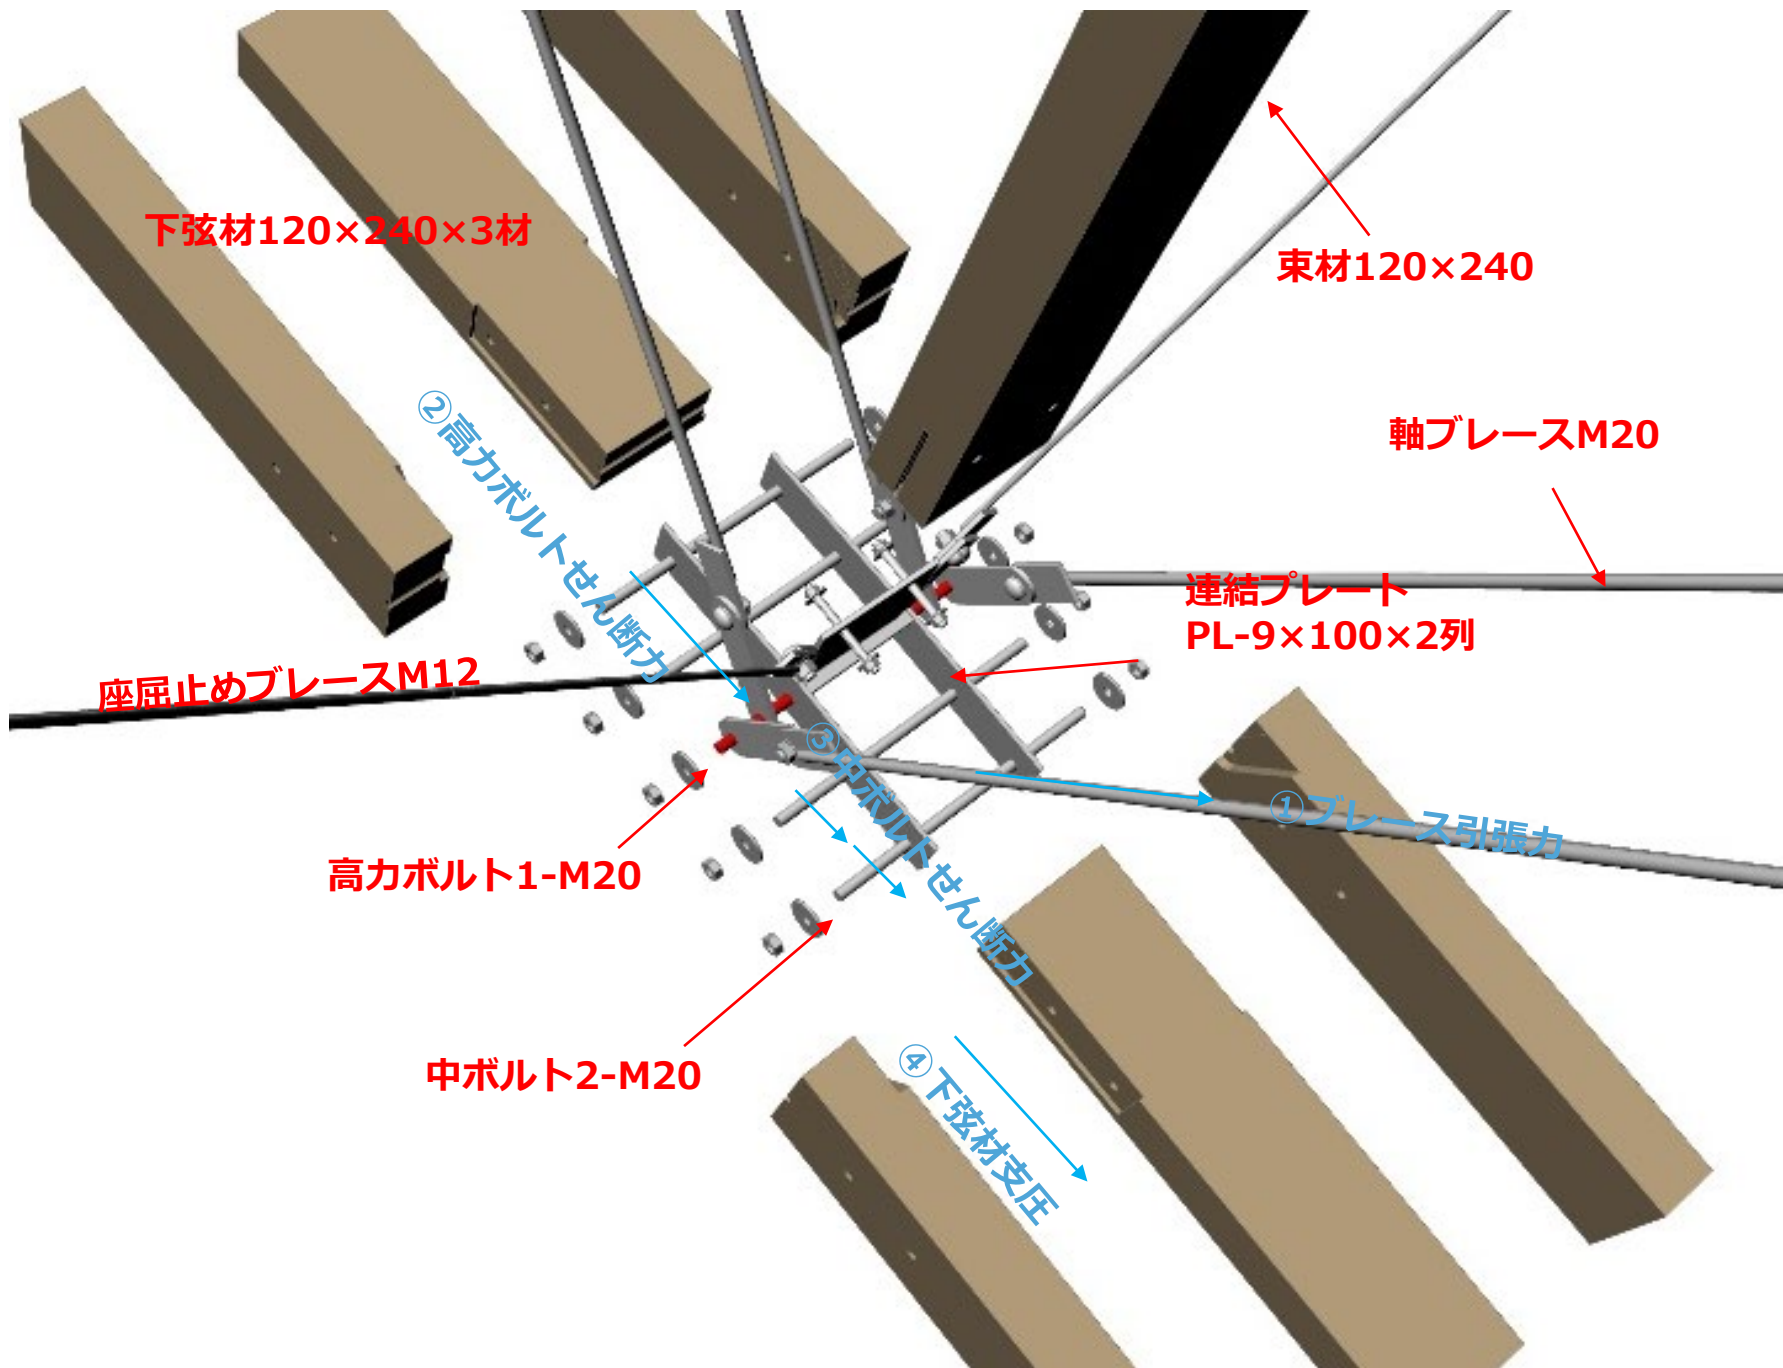 下弦材120×240×3材
束材120×240
②高力ボルトせん断力
軸ブレースM20
連結プレート
PL-9×100×2列
座屈止めブレースM12
③中ボルトせん断力
①ブレース引張力
高力ボルト1-M20
中ボルト2-M20
④下弦材支圧